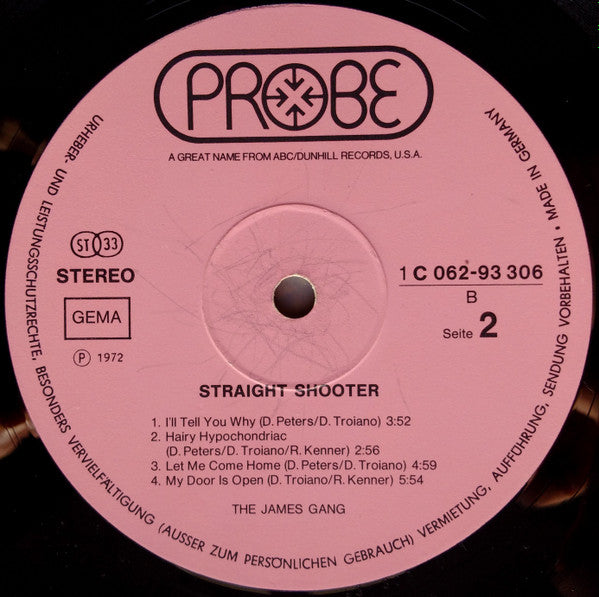 PROBE
A GREAT NAME FROM ABC/DUNHILL RECORDS, U.S.A.
URHEBER- UND LEISTUNGSSCHUTZRECHTE, BESONDERS VERVIELFÄLTIGUNG (AUSSER ZUM PERSÖNLICHEN GEBRAUCH) VERMIETUNG, AUFFÜHRUNG, SENDUNG VORBEHALTEN • MADE IN GERMANY
ST 33
STEREO
GEMA
Ⓟ 1972
1 C 062-93 306
B
Seite 2
STRAIGHT SHOOTER
1. I'll Tell You Why (D. Peters/D. Troiano) 3:52
2. Hairy Hypochondriac
(D. Peters/D. Troiano/R. Kenner) 2:56
3. Let Me Come Home (D. Peters/D. Troiano) 4:59
4. My Door Is Open (D. Troiano/R. Kenner) 5:54
THE JAMES GANG